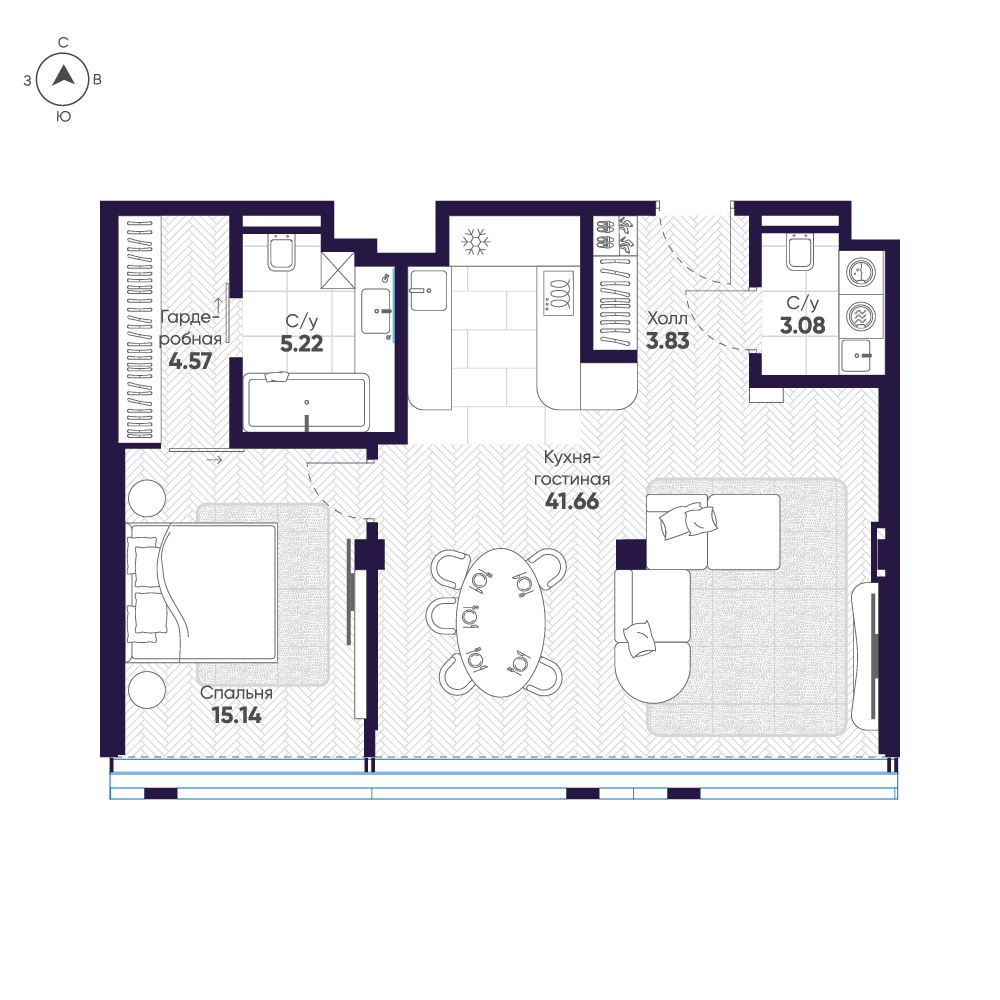 С
З
В
Ю
Гарде-
робная
4.57
С/у
5.22
Холл
3.83
С/у
3.08
Кухня-
гостиная
41.66
Спальня
15.14